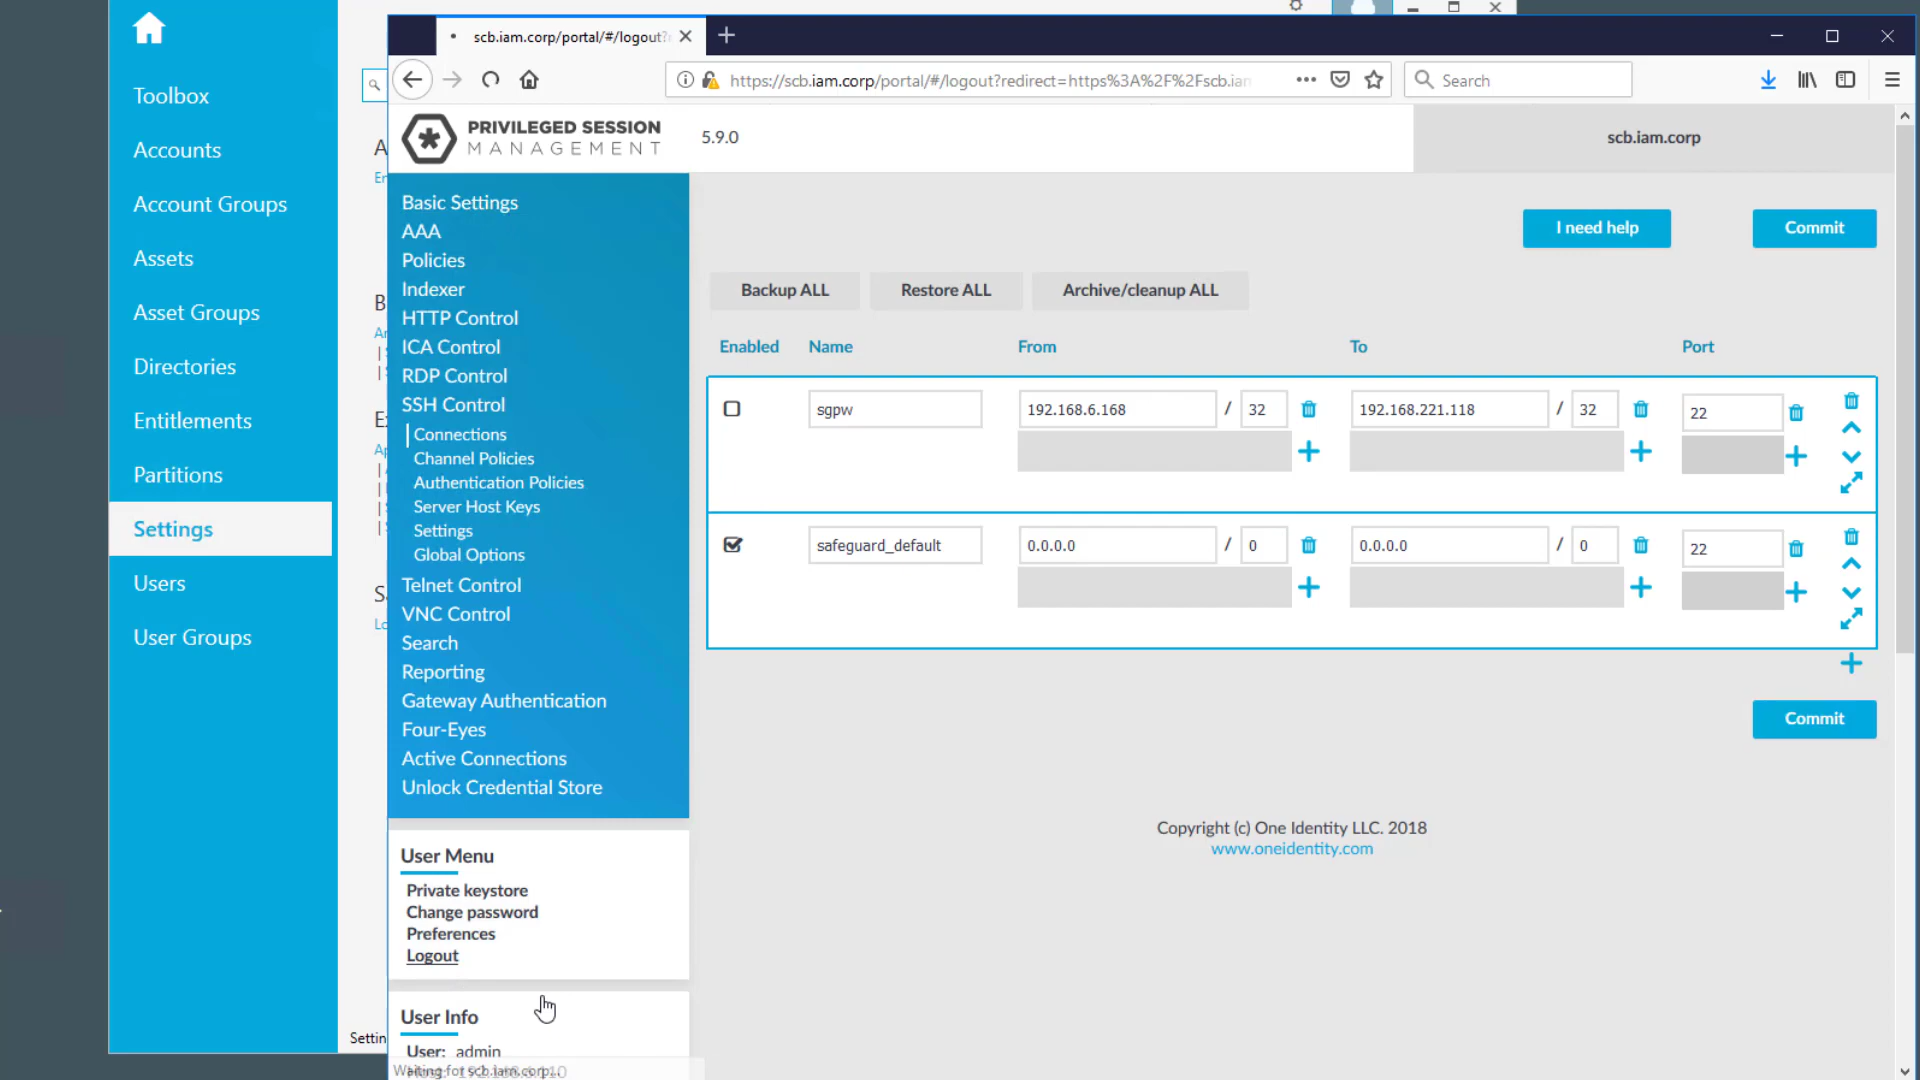 Toolbox
Accounts
Account Groups
Assets
Asset Groups
Directories
Entitlements
Partitions
Settings
Users
User Groups
A
En
B
Ar
E
Ap
S
Lo
Settin
scb.iam.corp/portal/#/logout?
https://scb.iam.corp/portal/#/logout?redirect=https%3A%2F%2Fscb.iam
Search
PRIVILEGED SESSION
MANAGEMENT
5.9.0
scb.iam.corp
Basic Settings
AAA
Policies
Indexer
HTTP Control
ICA Control
RDP Control
SSH Control
Connections
Channel Policies
Authentication Policies
Server Host Keys
Settings
Global Options
Telnet Control
VNC Control
Search
Reporting
Gateway Authentication
Four-Eyes
Active Connections
Unlock Credential Store
User Menu
Private keystore
Change password
Preferences
Logout
User Info
User: admin
Waiting for scb.iam.corp...
I need help
Commit
Backup ALL Restore ALL Archive/cleanup ALL
Enabled Name From To Port
sgpw 192.168.6.168 / 32 192.168.221.118 / 32 22
safeguard_default 0.0.0.0 / 0 0.0.0.0 / 0 22
Commit
Copyright (c) One Identity LLC. 2018
www.oneidentity.com